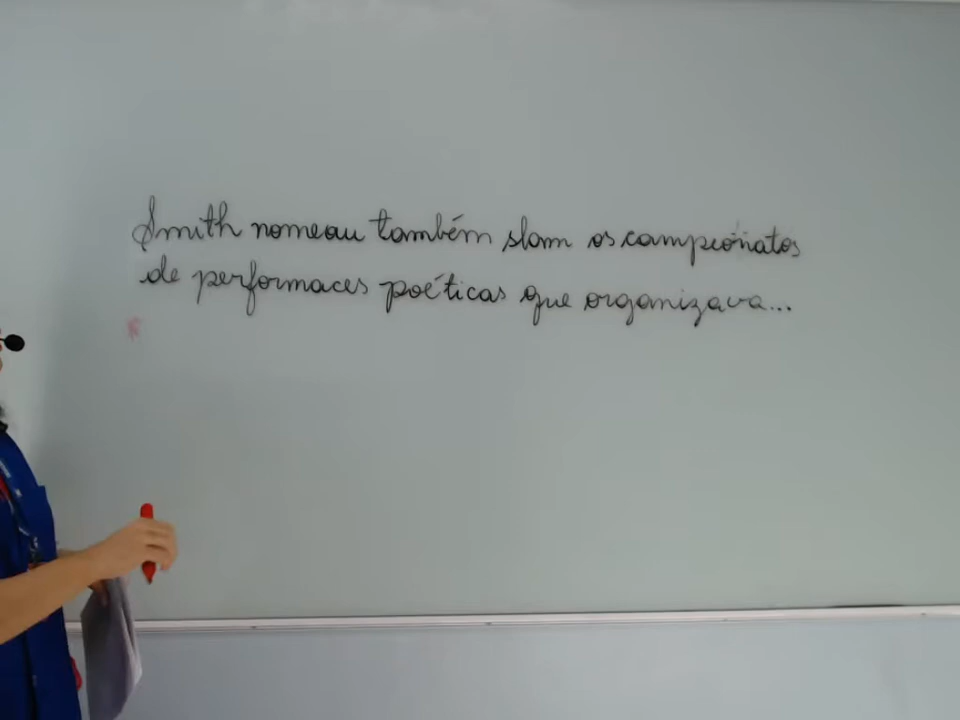 Smith nomeau também slam os campeonatos
de performaces poéticas que organizava...